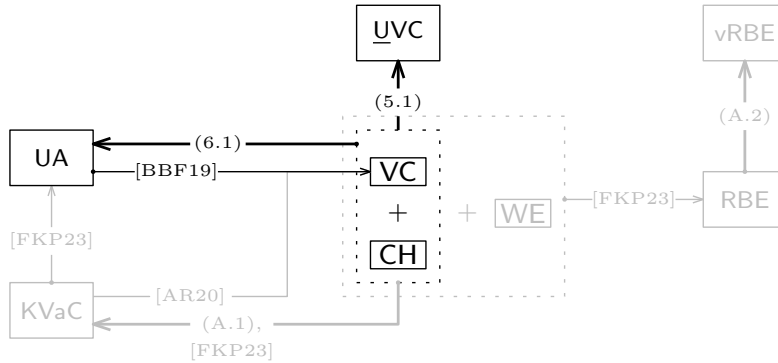 UVC
vRBE
(5.1)
(A.2)
(6.1)
UA
[BBF19]
VC
+
+ WE
[FKP23]
RBE
[FKP23]
CH
KVaC
[AR20]
(A.1),
[FKP23]